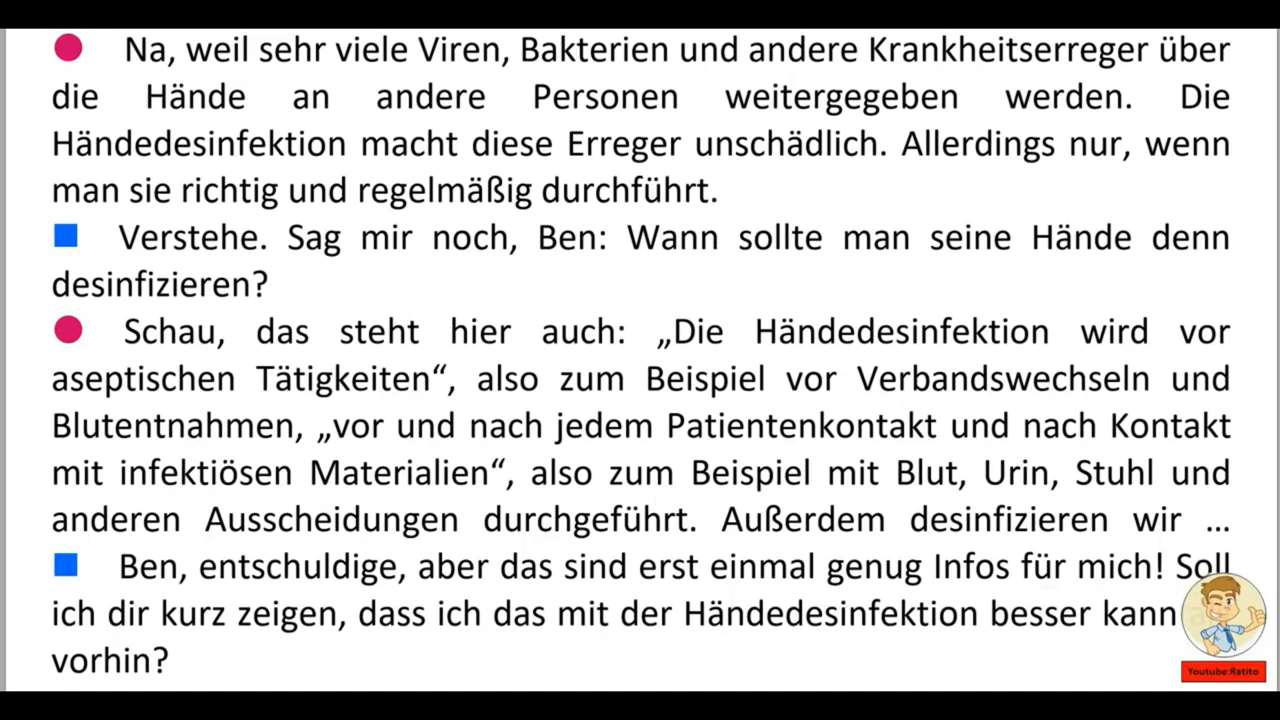 Na, weil sehr viele Viren, Bakterien und andere Krankheitserreger über
die Hände an andere Personen weitergegeben werden. Die
Händedesinfektion macht diese Erreger unschädlich. Allerdings nur, wenn
man sie richtig und regelmäßig durchführt.
Verstehe. Sag mir noch, Ben: Wann sollte man seine Hände denn
desinfizieren?
Schau, das steht hier auch: „Die Händedesinfektion wird vor
aseptischen Tätigkeiten“, also zum Beispiel vor Verbandswechseln und
Blutentnahmen, „vor und nach jedem Patientenkontakt und nach Kontakt
mit infektiösen Materialien“, also zum Beispiel mit Blut, Urin, Stuhl und
anderen Ausscheidungen durchgeführt. Außerdem desinfizieren wir ...
Ben, entschuldige, aber das sind erst einmal genug Infos für mich! Soll
ich dir kurz zeigen, dass ich das mit der Händedesinfektion besser kann
vorhin?
Youtube:Ratito